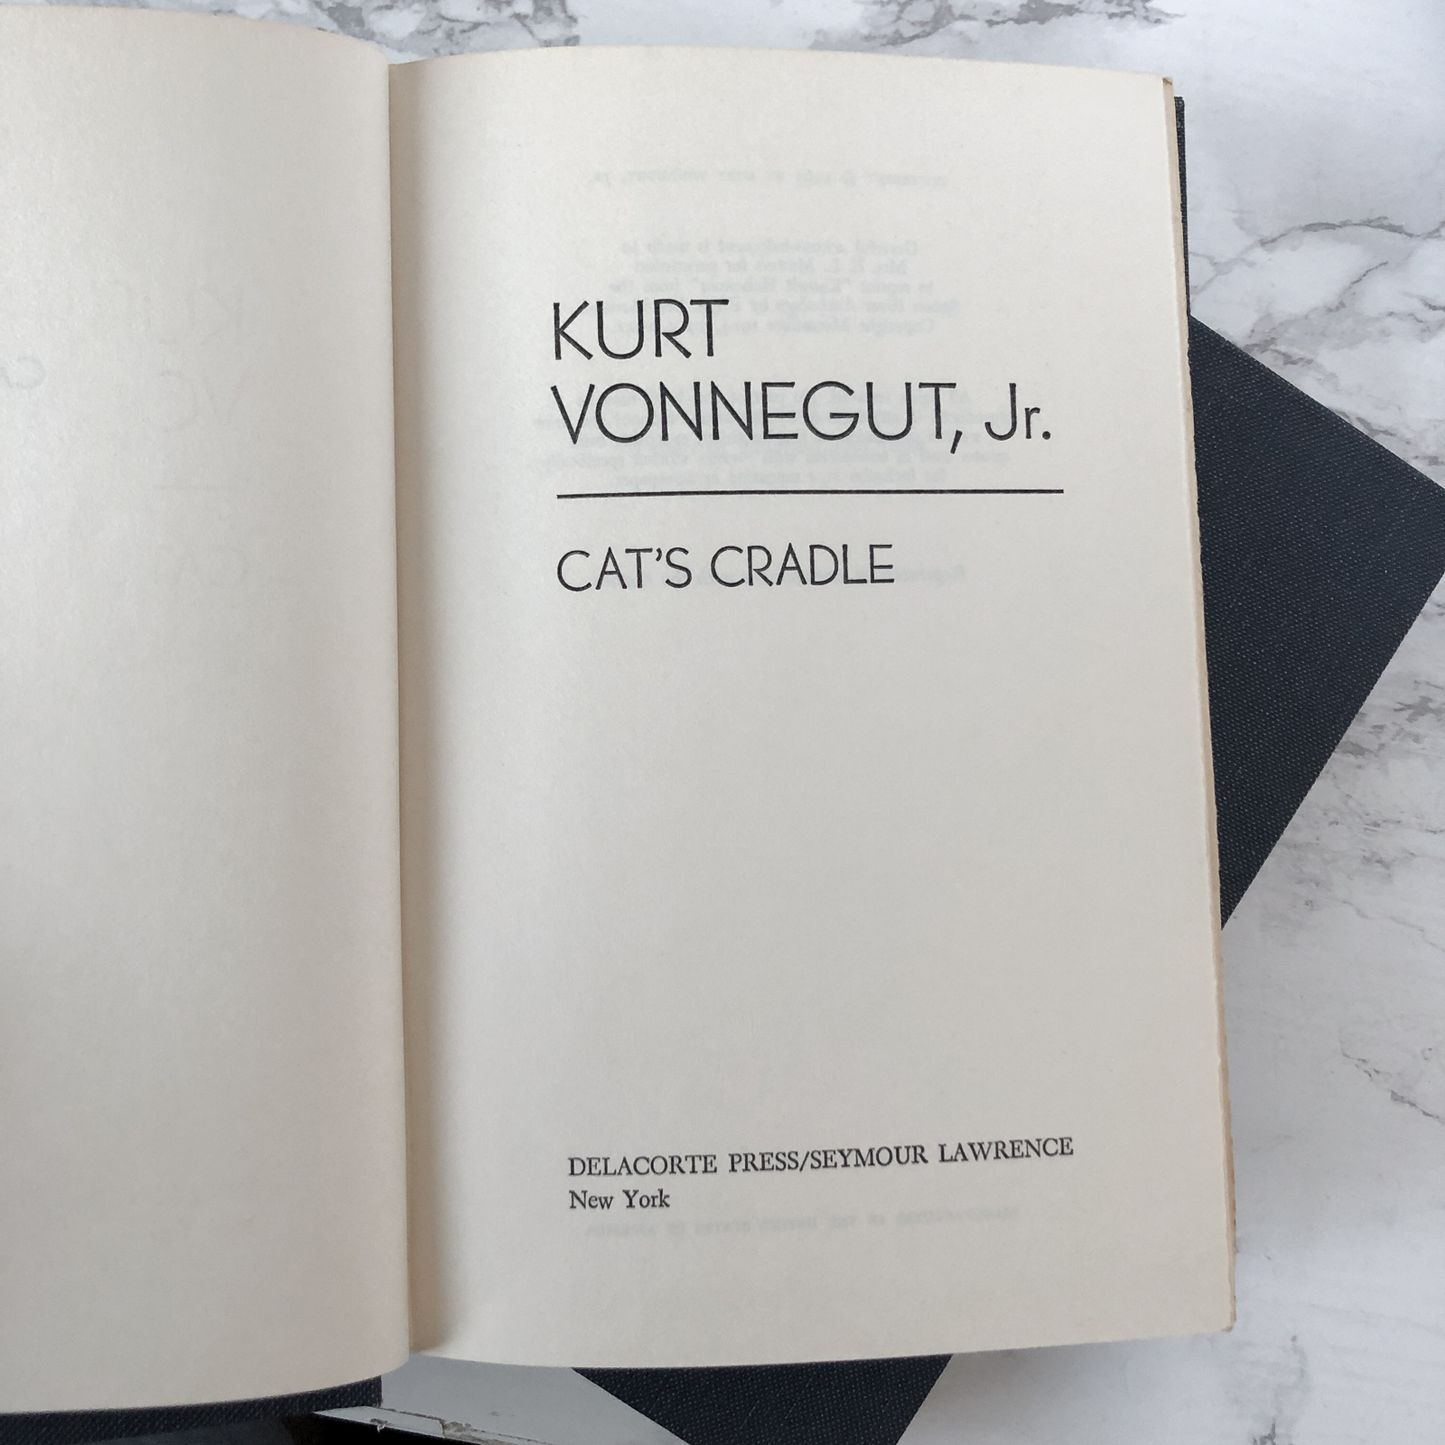 KURT
VONNEGUT, Jr.
CAT'S CRADLE
DELACORTE PRESS/SEYMOUR LAWRENCE
New York